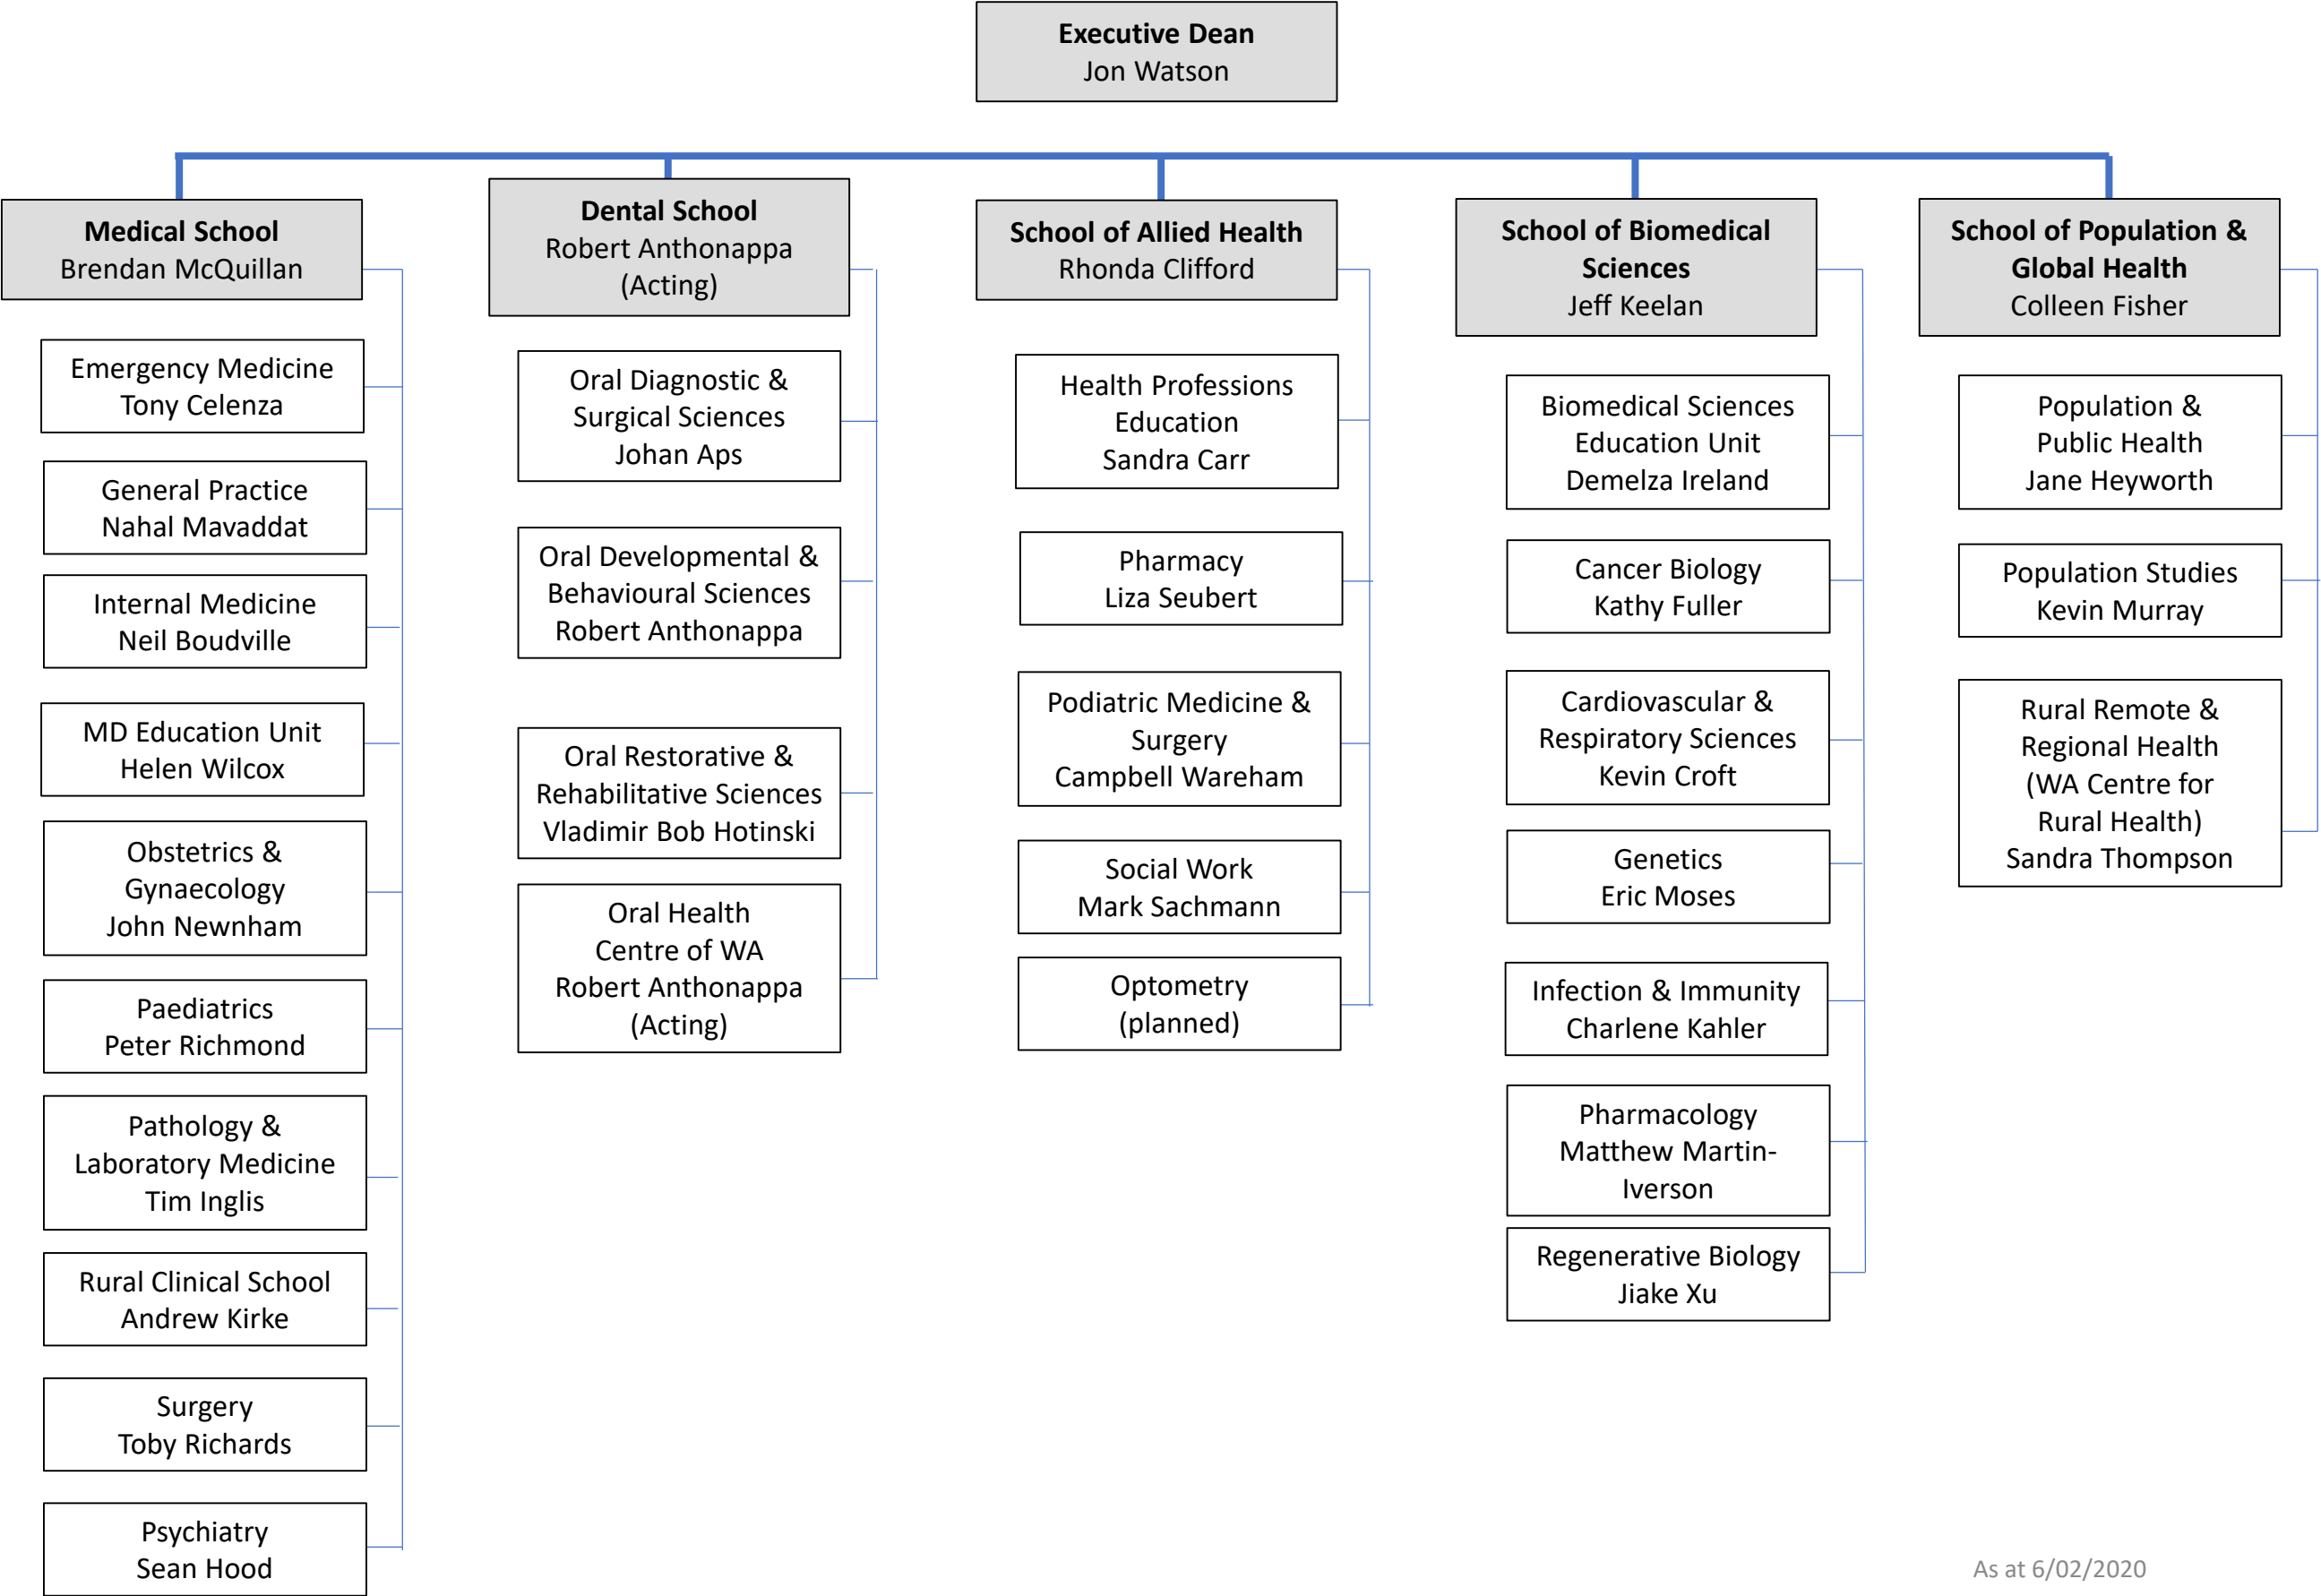 Executive Dean
Jon Watson
Medical School
Brendan McQuillan
Emergency Medicine
Tony Celenza
General Practice
Nahal Mavaddat
Internal Medicine
Neil Boudville
MD Education Unit
Helen Wilcox
Obstetrics &
Gynaecology
John Newnham
Paediatrics
Peter Richmond
Pathology &
Laboratory Medicine
Tim Inglis
Rural Clinical School
Andrew Kirke
Surgery
Toby Richards
Psychiatry
Sean Hood
Dental School
Robert Anthonappa
(Acting)
Oral Diagnostic &
Surgical Sciences
Johan Aps
Oral Developmental &
Behavioural Sciences
Robert Anthonappa
Oral Restorative &
Rehabilitative Sciences
Vladimir Bob Hotinski
Oral Health
Centre of WA
Robert Anthonappa
(Acting)
School of Allied Health
Rhonda Clifford
Health Professions
Education
Sandra Carr
Pharmacy
Liza Seubert
Podiatric Medicine &
Surgery
Campbell Wareham
Social Work
Mark Sachmann
Optometry
(planned)
School of Biomedical
Sciences
Jeff Keelan
Biomedical Sciences
Education Unit
Demelza Ireland
Cancer Biology
Kathy Fuller
Cardiovascular &
Respiratory Sciences
Kevin Croft
Genetics
Eric Moses
Infection & Immunity
Charlene Kahler
Pharmacology
Matthew Martin-
Iverson
Regenerative Biology
Jiake Xu
School of Population &
Global Health
Colleen Fisher
Population &
Public Health
Jane Heyworth
Population Studies
Kevin Murray
Rural Remote &
Regional Health
(WA Centre for
Rural Health)
Sandra Thompson
As at 6/02/2020